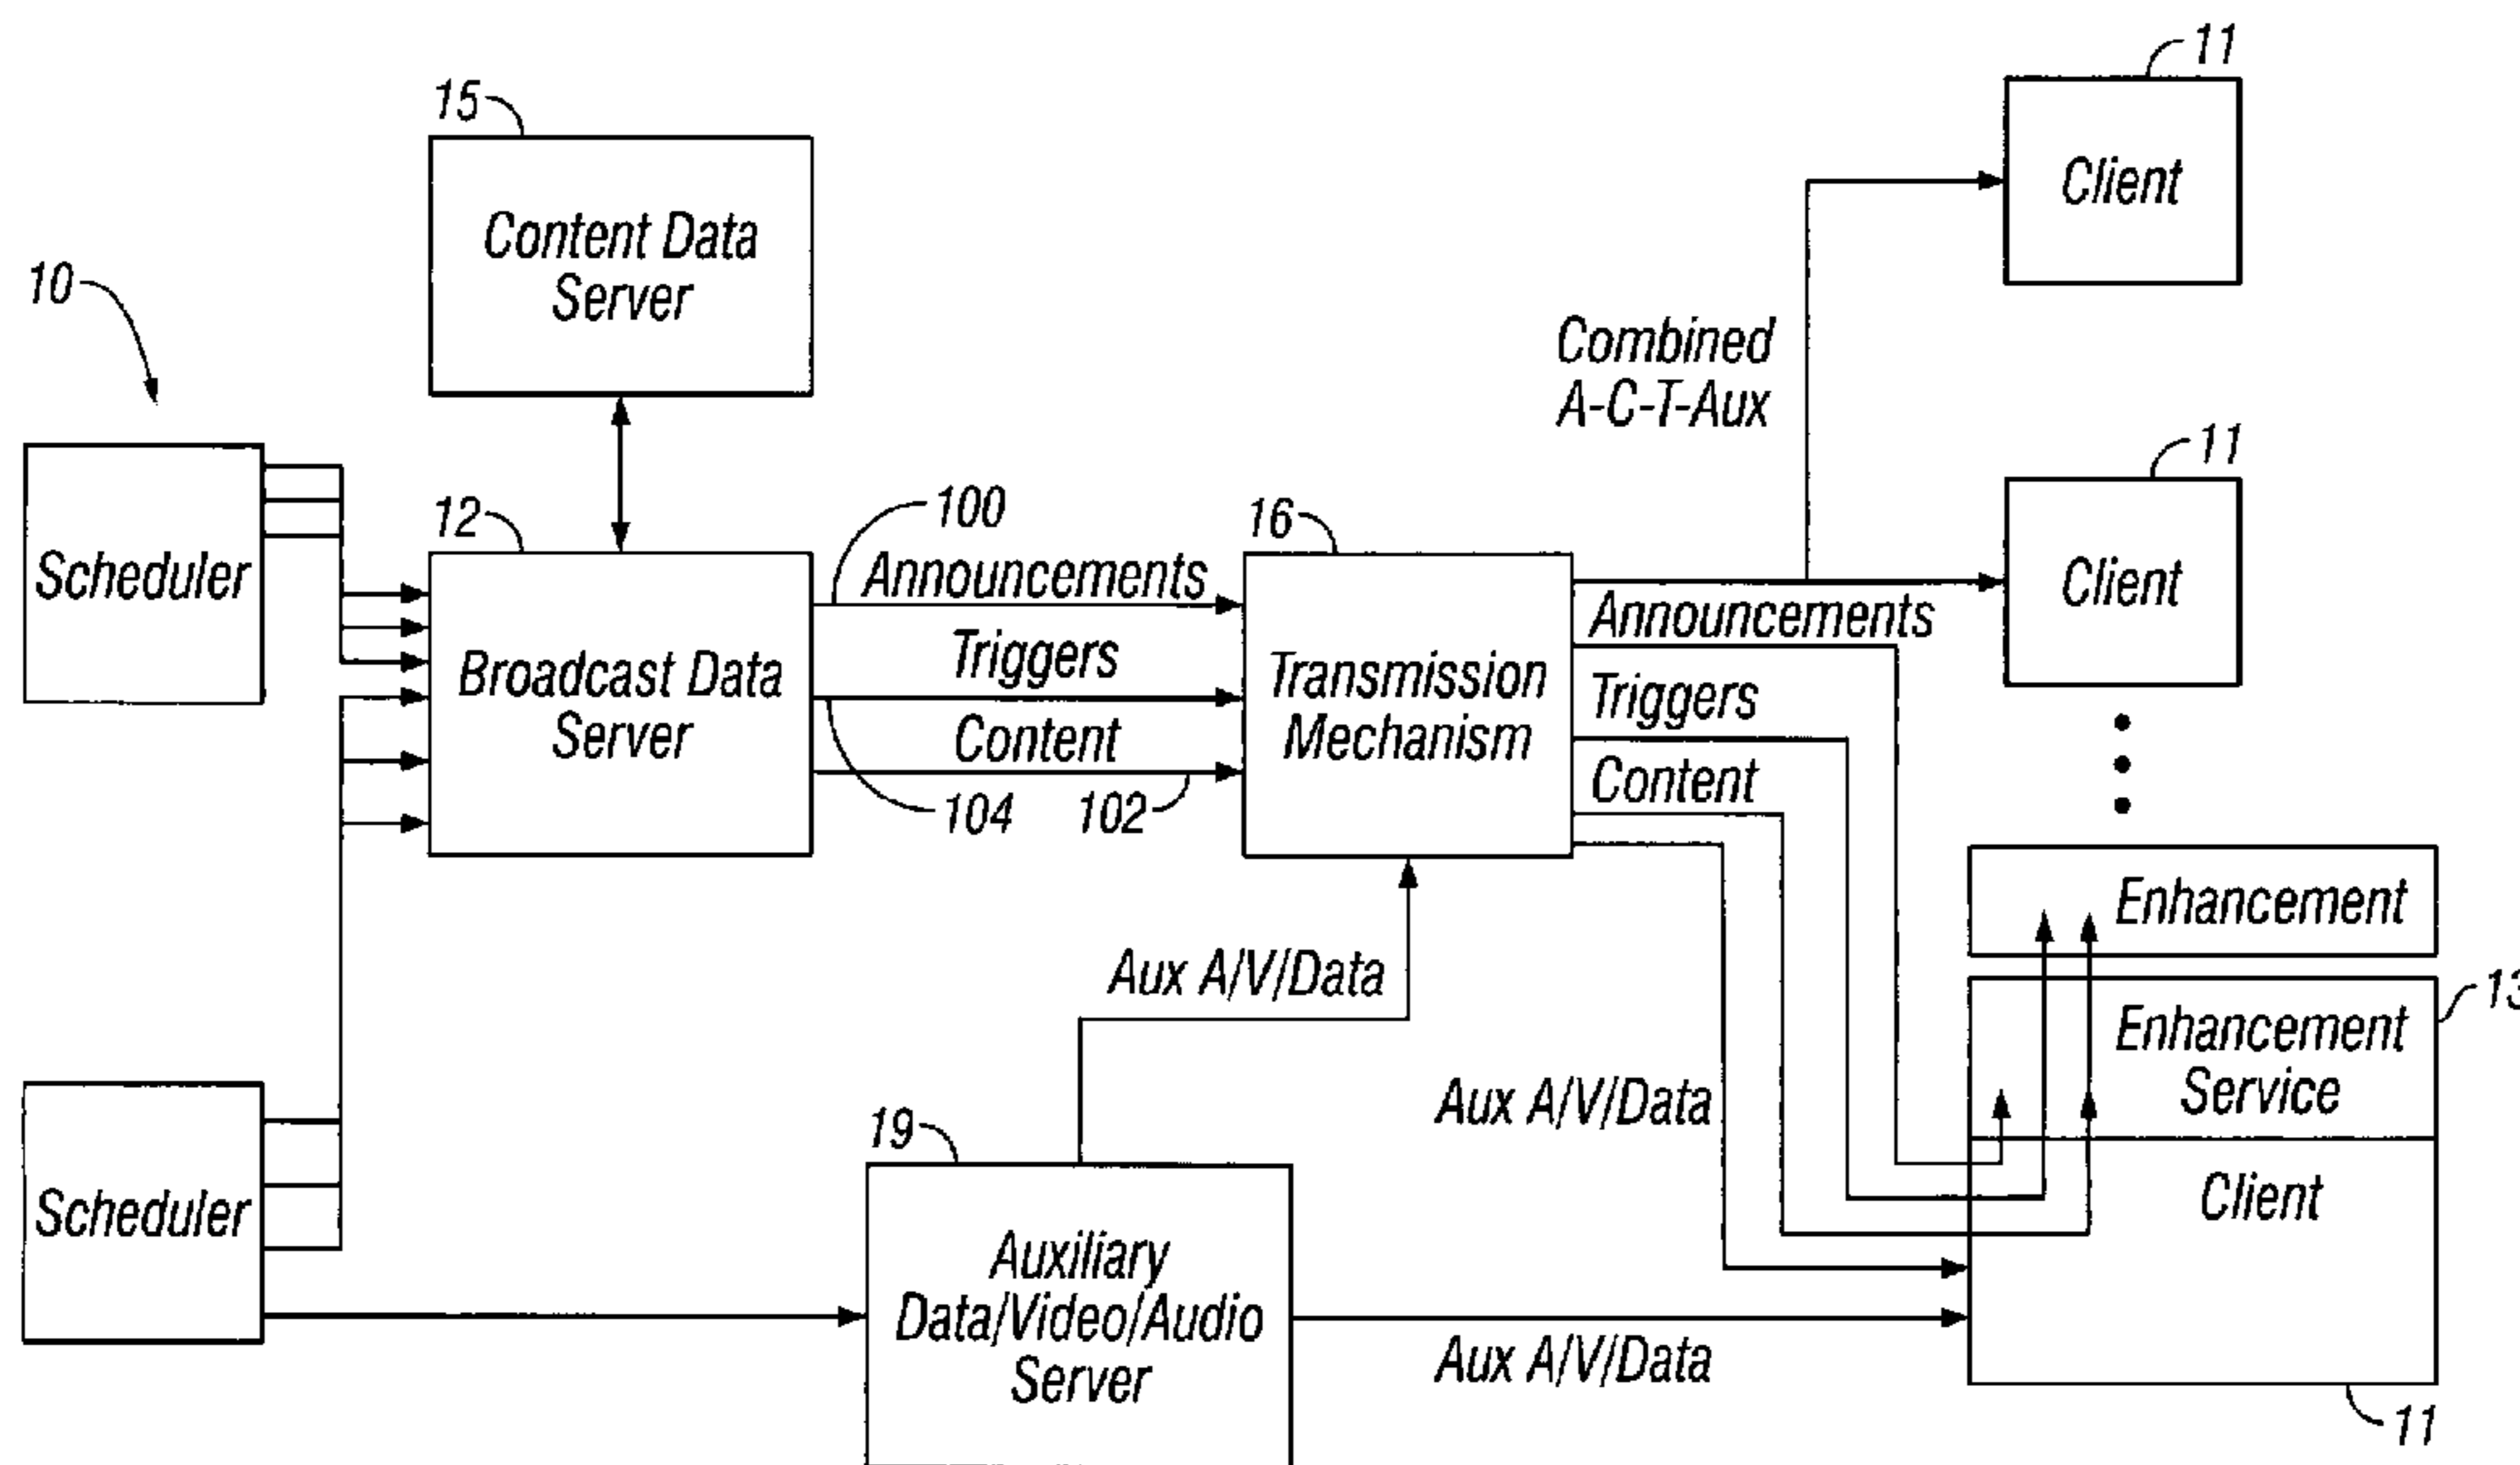 11
15
Client
Content Data
Server
10
Combined
A-C-T-Aux
11
12
100
16
Scheduler
Announcements
Client
Announcements
Triggers
Broadcast Data
Server
Transmission
Mechanism
Triggers
Content
Content
104
102
Enhancement
Aux A/V/Data
13
Enhancement
Service
Aux A/V/Data
19
Scheduler
Client
Auxiliary
Data/Video/Audio
Server
Aux A/V/Data
11